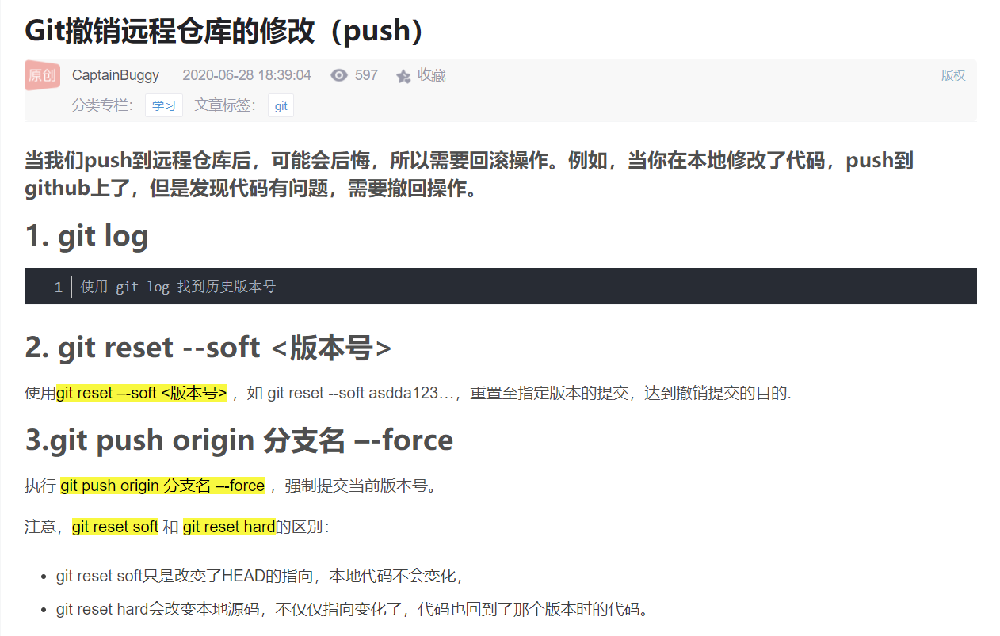 Git撤销远程仓库的修改（push）
原创 CaptainBuggy 2020-06-28 18:39:04 597 收藏 版权
分类专栏： 学习 文章标签： git
当我们push到远程仓库后，可能会后悔，所以需要回滚操作。例如，当你在本地修改了代码，push到
github上了，但是发现代码有问题，需要撤回操作。
1. git log
1 使用 git log 找到历史版本号
2. git reset --soft <版本号>
使用git reset –-soft <版本号> ，如 git reset --soft asdda123…，重置至指定版本的提交，达到撤销提交的目的.
3.git push origin 分支名 –-force
执行 git push origin 分支名 –-force ，强制提交当前版本号。
注意，git reset soft 和 git reset hard的区别：
• git reset soft只是改变了HEAD的指向，本地代码不会变化，
• git reset hard会改变本地源码，不仅仅指向变化了，代码也回到了那个版本时的代码。